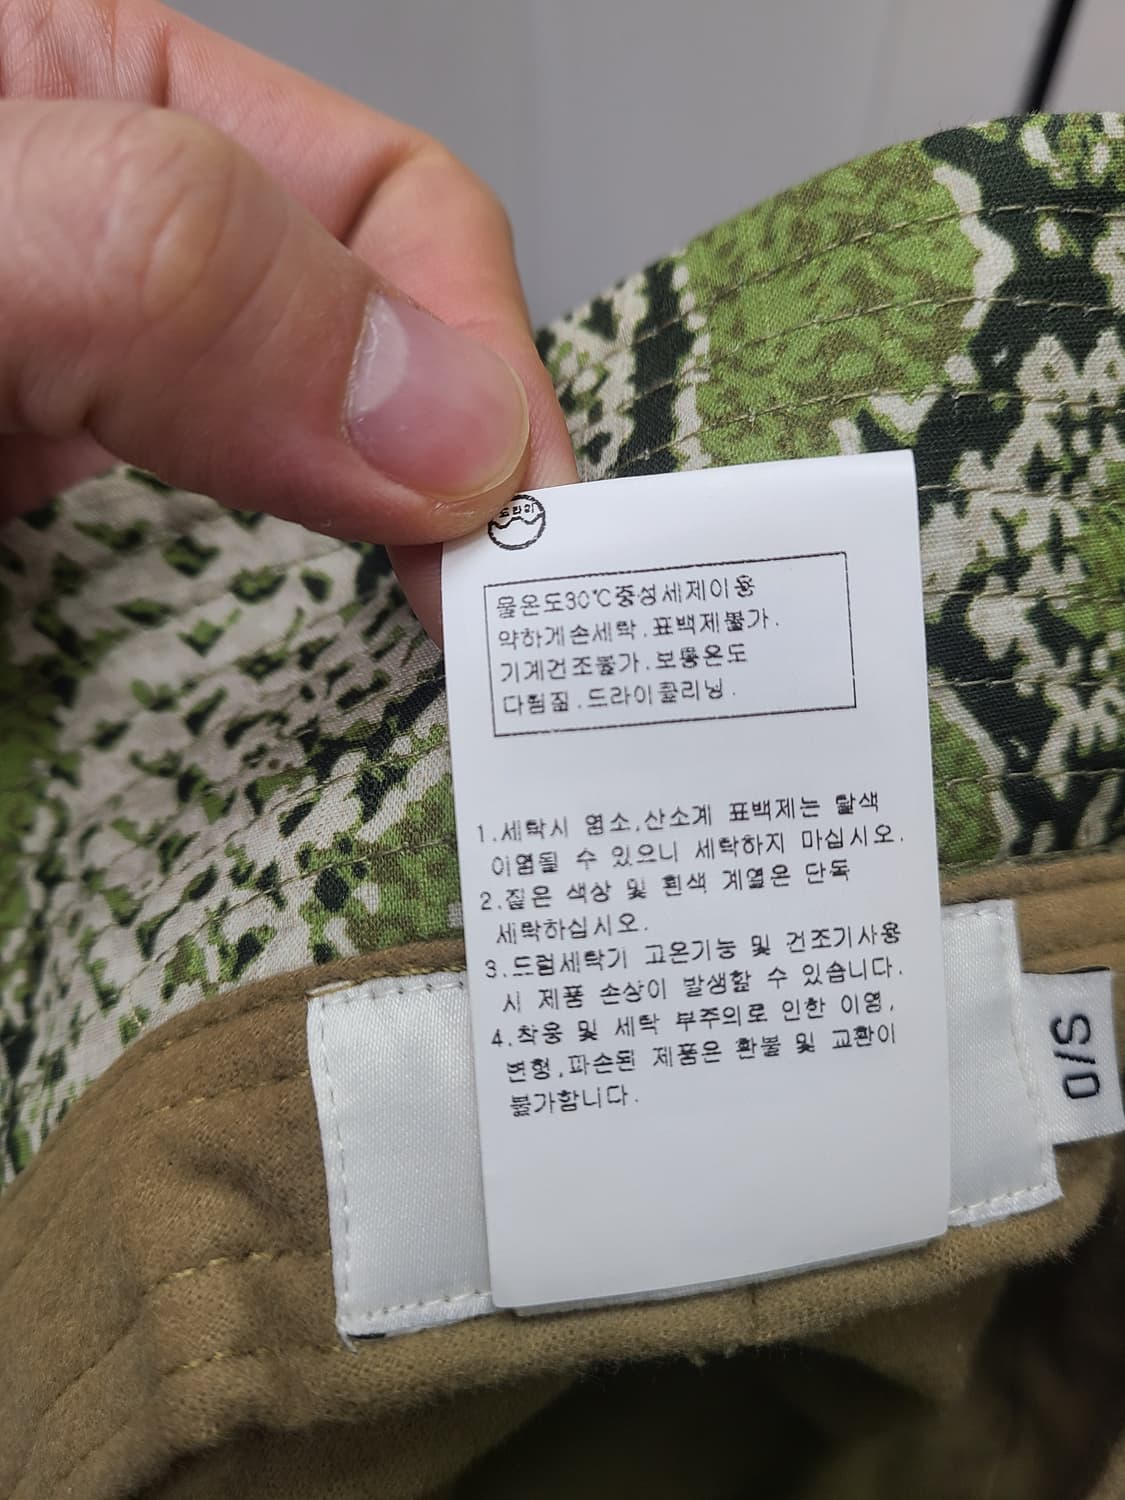 드라이
물온도30℃중성세제이용
약하게손세탁.표백제불가.
기계건조불가.보통온도
다림질.드라이클리닝.
1.세탁시 염소,산소계 표백제는 탈색
이염될 수 있으니 세탁하지 마십시오.
2.짙은 색상 및 흰색 계열은 단독
세탁하십시오.
3.드럼세탁기 고온기능 및 건조기사용
시 제품 손상이 발생할 수 있습니다.
4.착용 및 세탁 부주의로 인한 이염,
변형,파손된 제품은 환불 및 교환이
불가합니다.
S/O